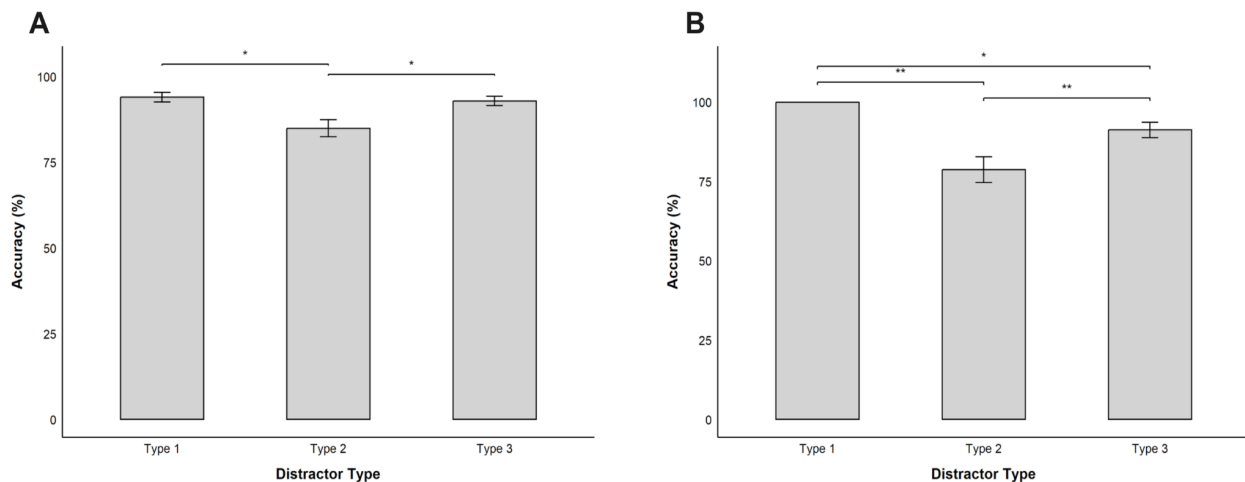 A
*
*
100
75
50
25
0
Accuracy (%)
Type 1
Type 2
Type 3
Distractor Type
B
*
**
**
100
75
50
25
0
Accuracy (%)
Type 1
Type 2
Type 3
Distractor Type